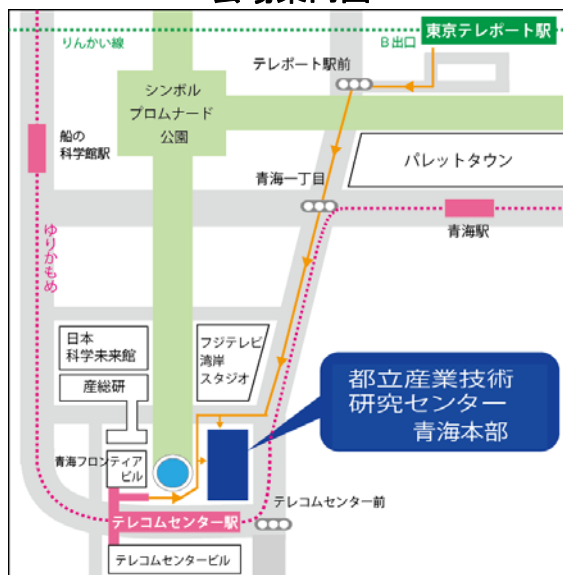 りんかい線
B出口
東京テレポート駅
テレポート駅前
シンボル
プロムナード
公園
船の
科学館駅
パレットタウン
青海一丁目
青海駅
ゆりかもめ
日本
科学未来館
フジテレビ
湾岸
スタジオ
産総研
都立産業技術
研究センター
青海本部
青海フロンティア
ビル
テレコムセンター前
テレコムセンター駅
テレコムセンタービル